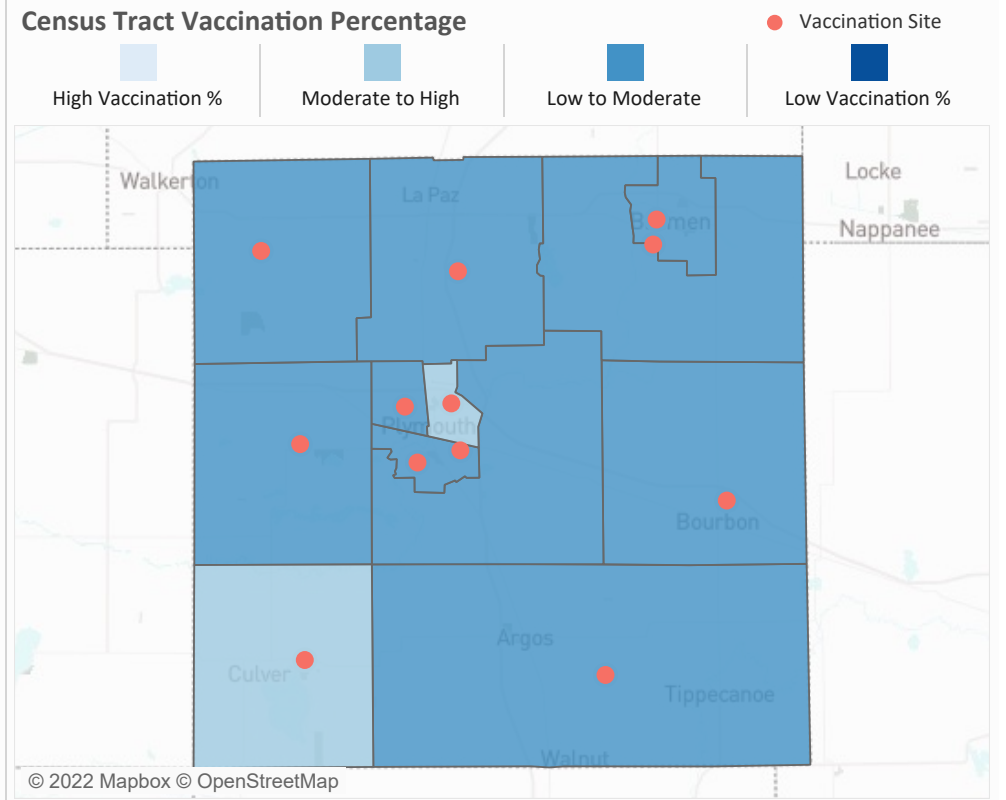 Census Tract Vaccination Percentage
Vaccination Site
High Vaccination %
Moderate to High
Low to Moderate
Low Vaccination %
Walkerton
La Paz
Locke
Nappanee
Plymouth
Bourbon
Argos
Culver
Tippecanoe
Walnut
© 2022 Mapbox © OpenStreetMap